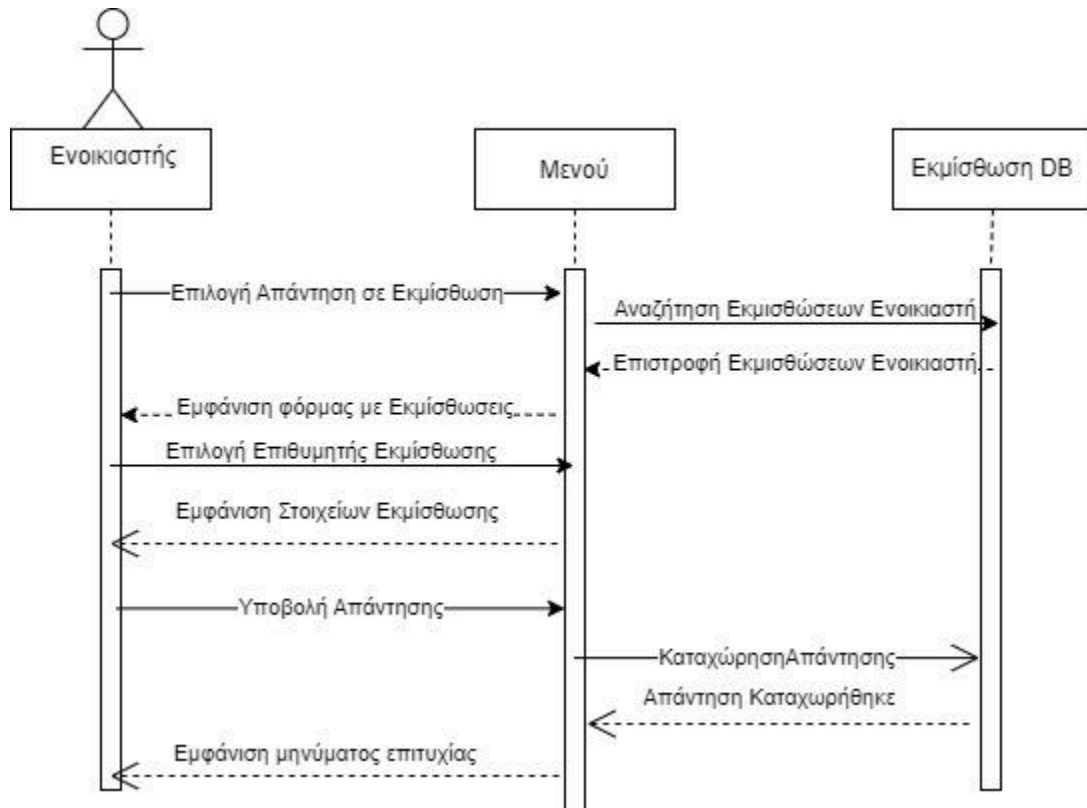 Ενοικιαστής
Μενού
Εκμίσθωση DB
Επιλογή Απάντηση σε Εκμίσθωση
Αναζήτηση Εκμισθώσεων Ενοικιαστή
Επιστροφή Εκμισθώσεων Ενοικιαστή
Εμφάνιση φόρμας με Εκμίσθωσεις
Επιλογή Επιθυμητής Εκμίσθωσης
Εμφάνιση Στοιχείων Εκμίσθωσης
Υποβολή Απάντησης
ΚαταχώρησηΑπάντησης
Απάντηση Καταχωρήθηκε
Εμφάνιση μηνύματος επιτυχίας